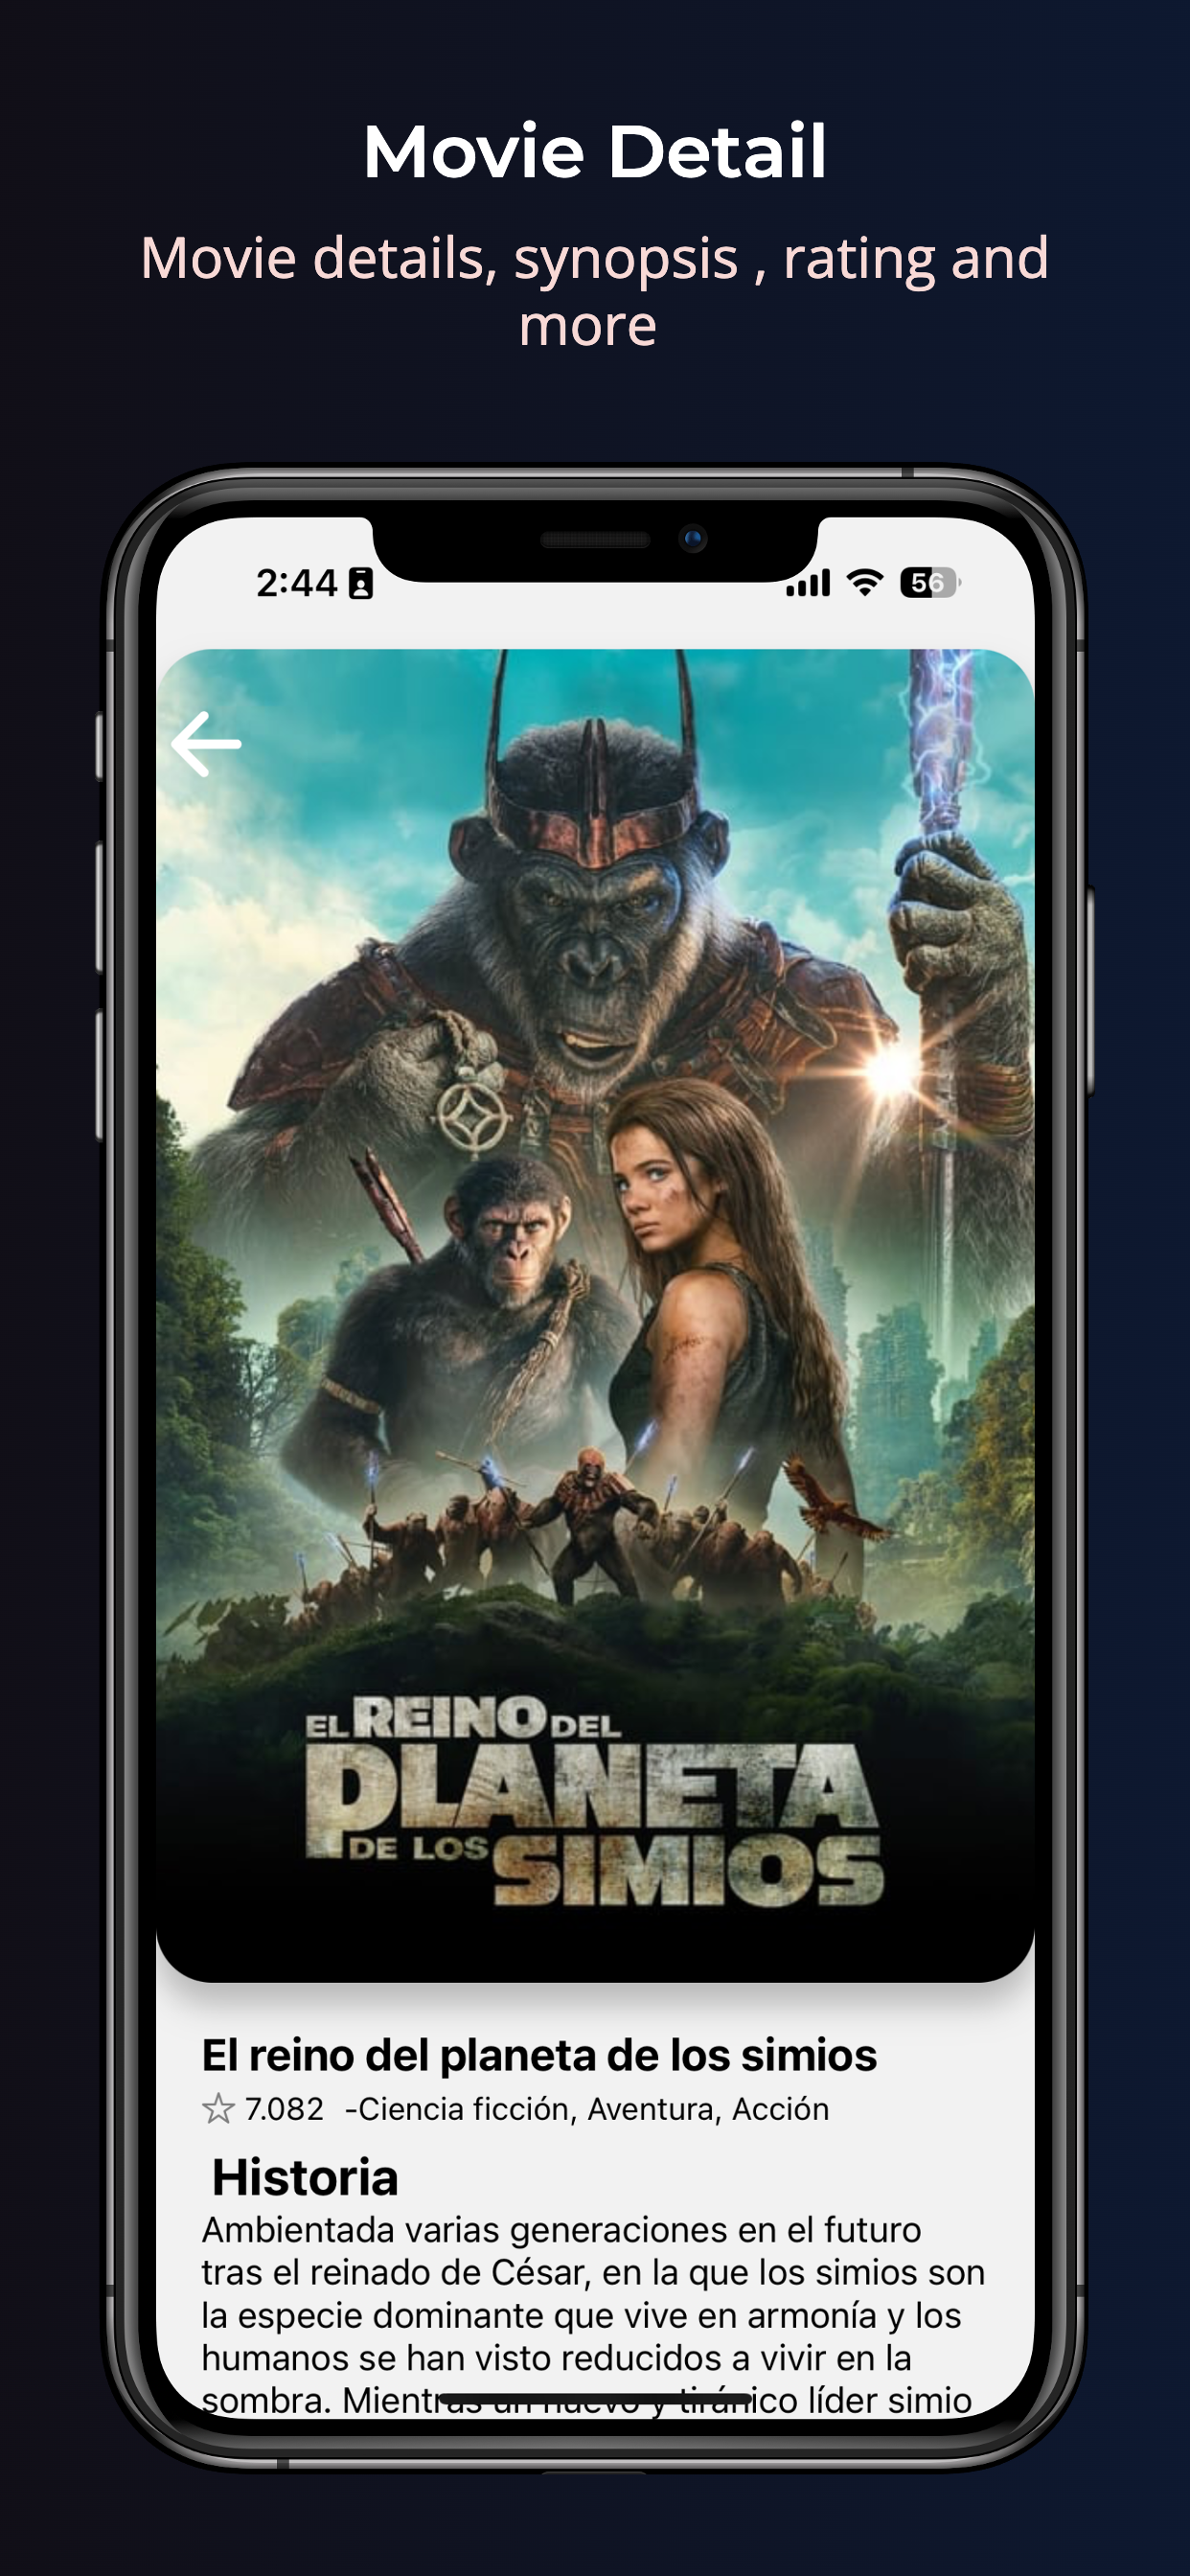 Movie Detail
Movie details, synopsis , rating and
more
2:44
56
EL REINO DEL
PLANETA
DE LOS SIMIOS
El reino del planeta de los simios
7.082 -Ciencia ficción, Aventura, Acción
Historia
Ambientada varias generaciones en el futuro
tras el reinado de César, en la que los simios son
la especie dominante que vive en armonía y los
humanos se han visto reducidos a vivir en la
sombra. Mientras un nuevo y tiránico líder simio